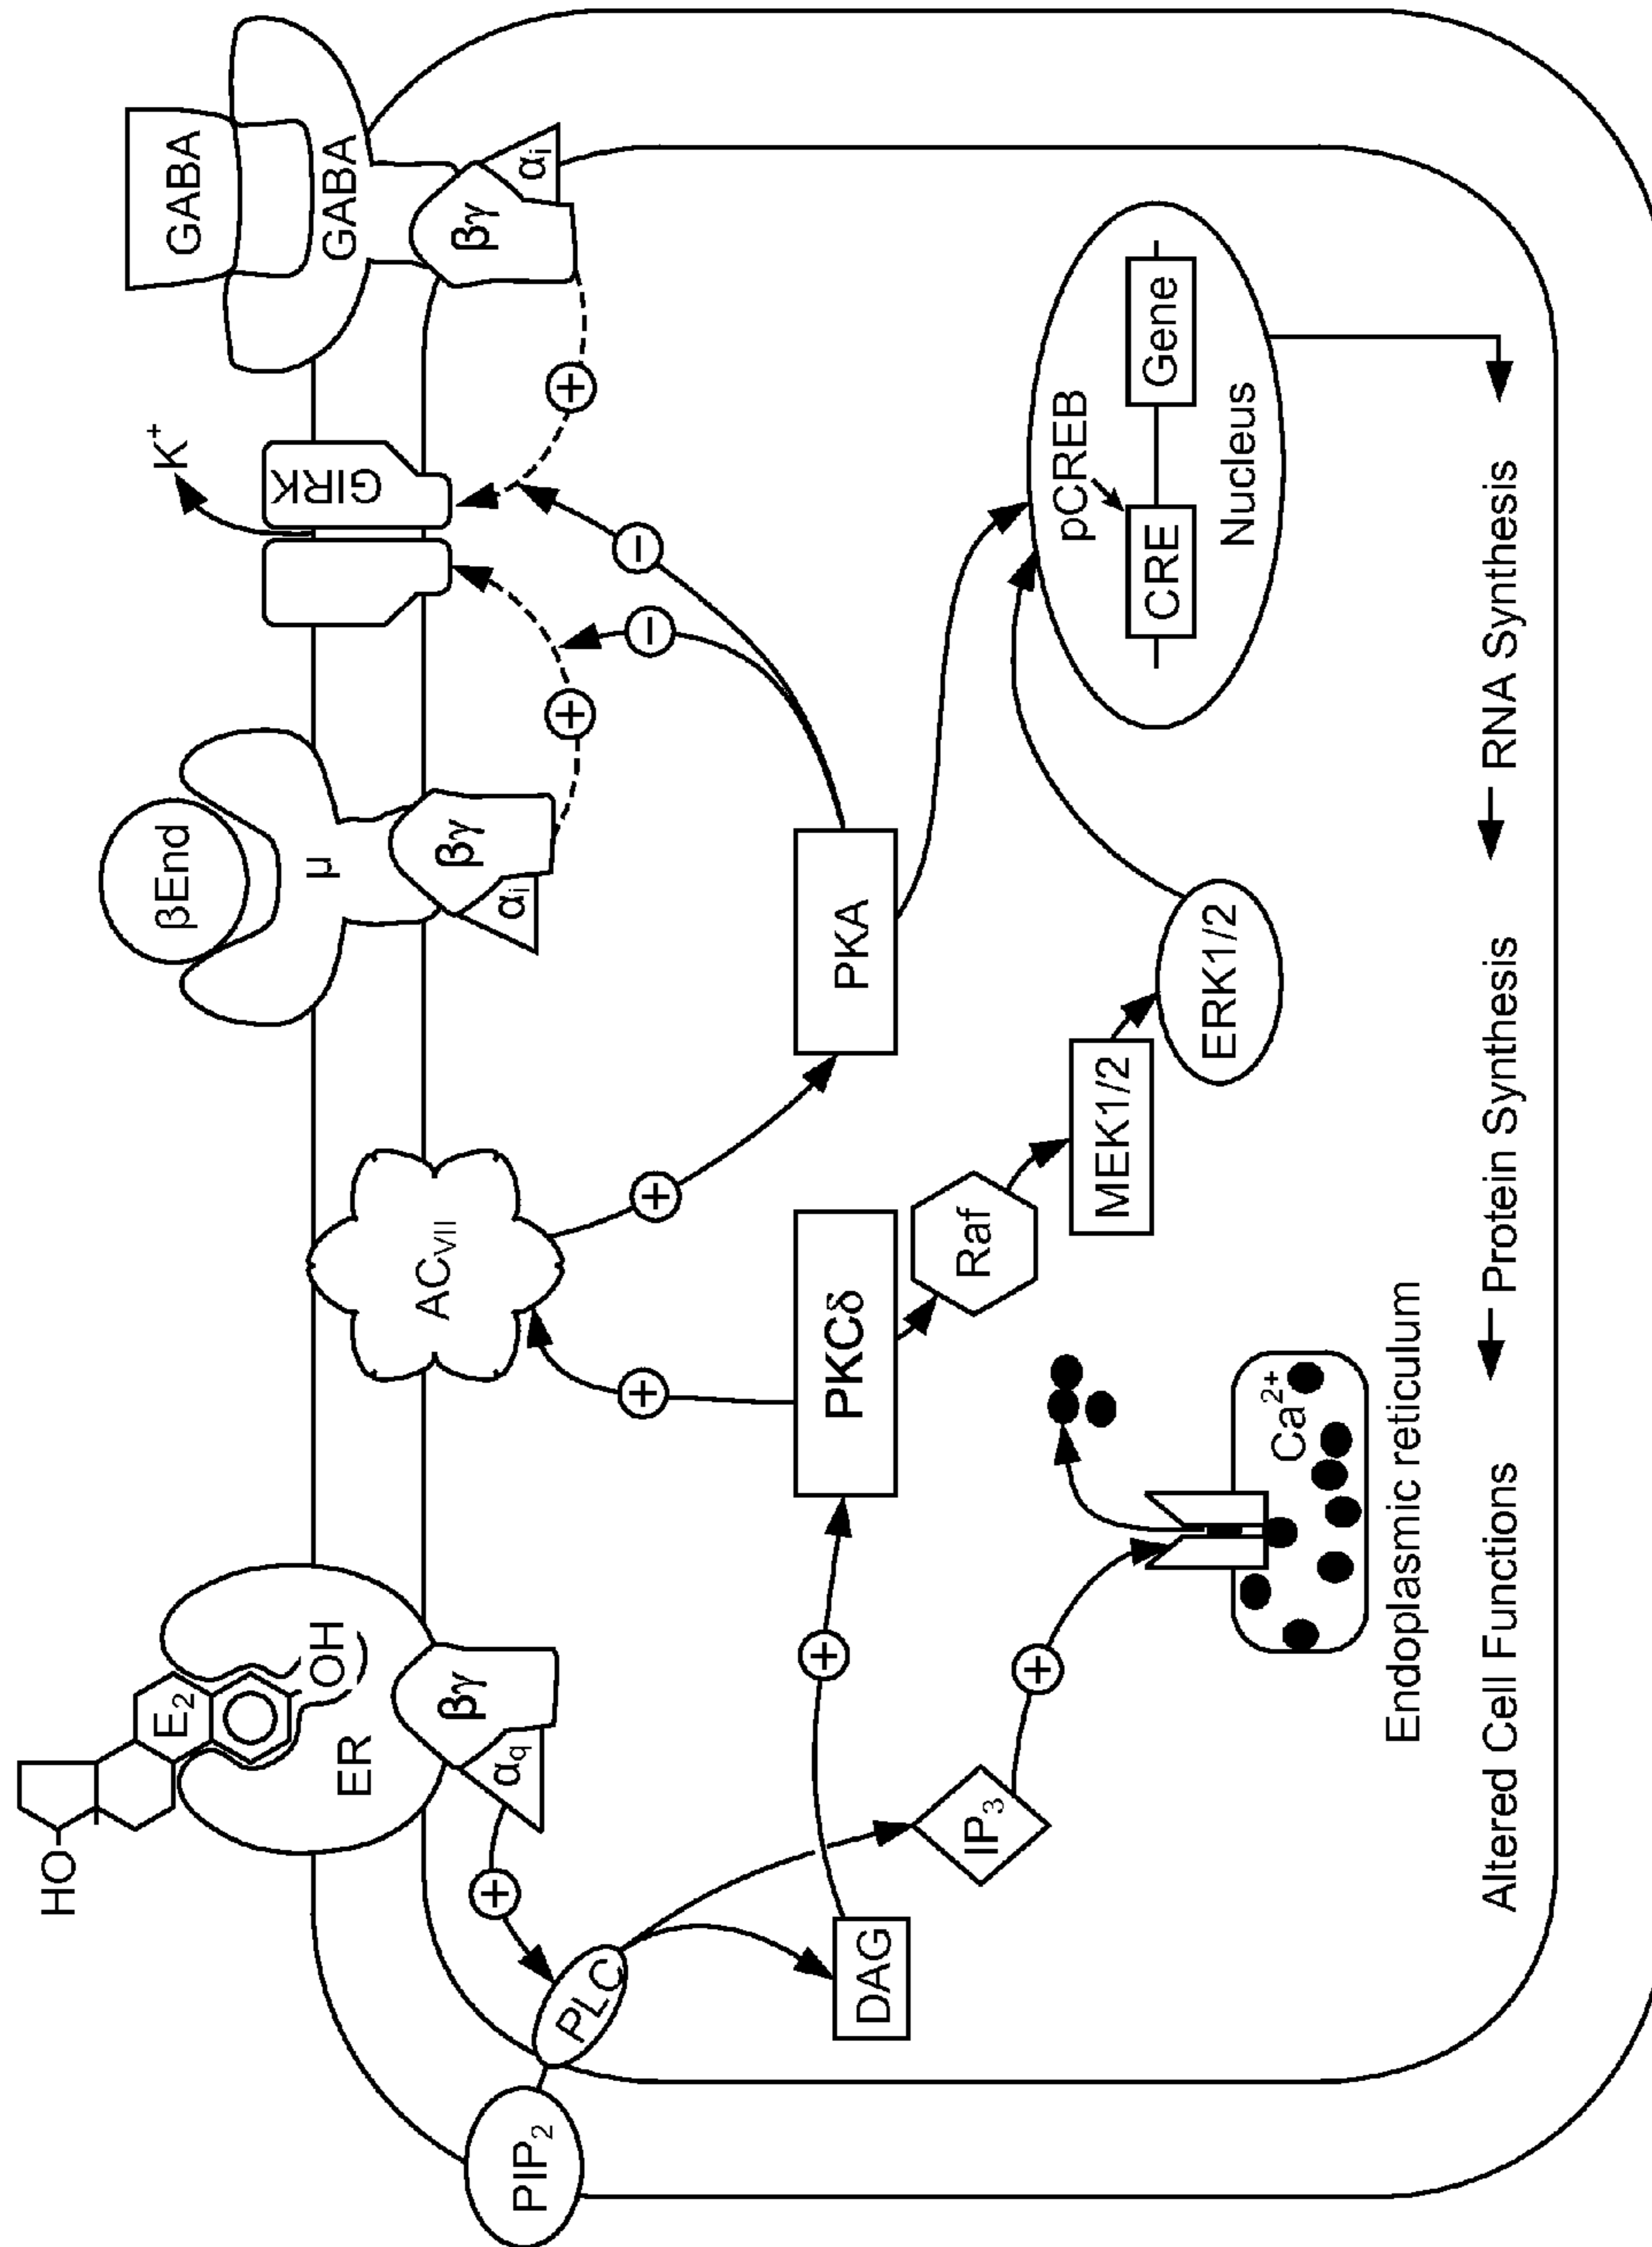 HO
E2
OH
ER
βγ
αq
PIP2
PLC
DAG
IP3
PKCδ
ACVII
βEnd
μ
βγ
αi
K+
GIRK
GABA
GABA
βγ
αi
PKA
Raf
MEK1/2
ERK1/2
pCREB
CRE
Gene
Nucleus
Ca2+
Endoplasmic reticulum
Altered Cell Functions ← Protein Synthesis ← RNA Synthesis
+
+
+
+
+
+
+
−
−